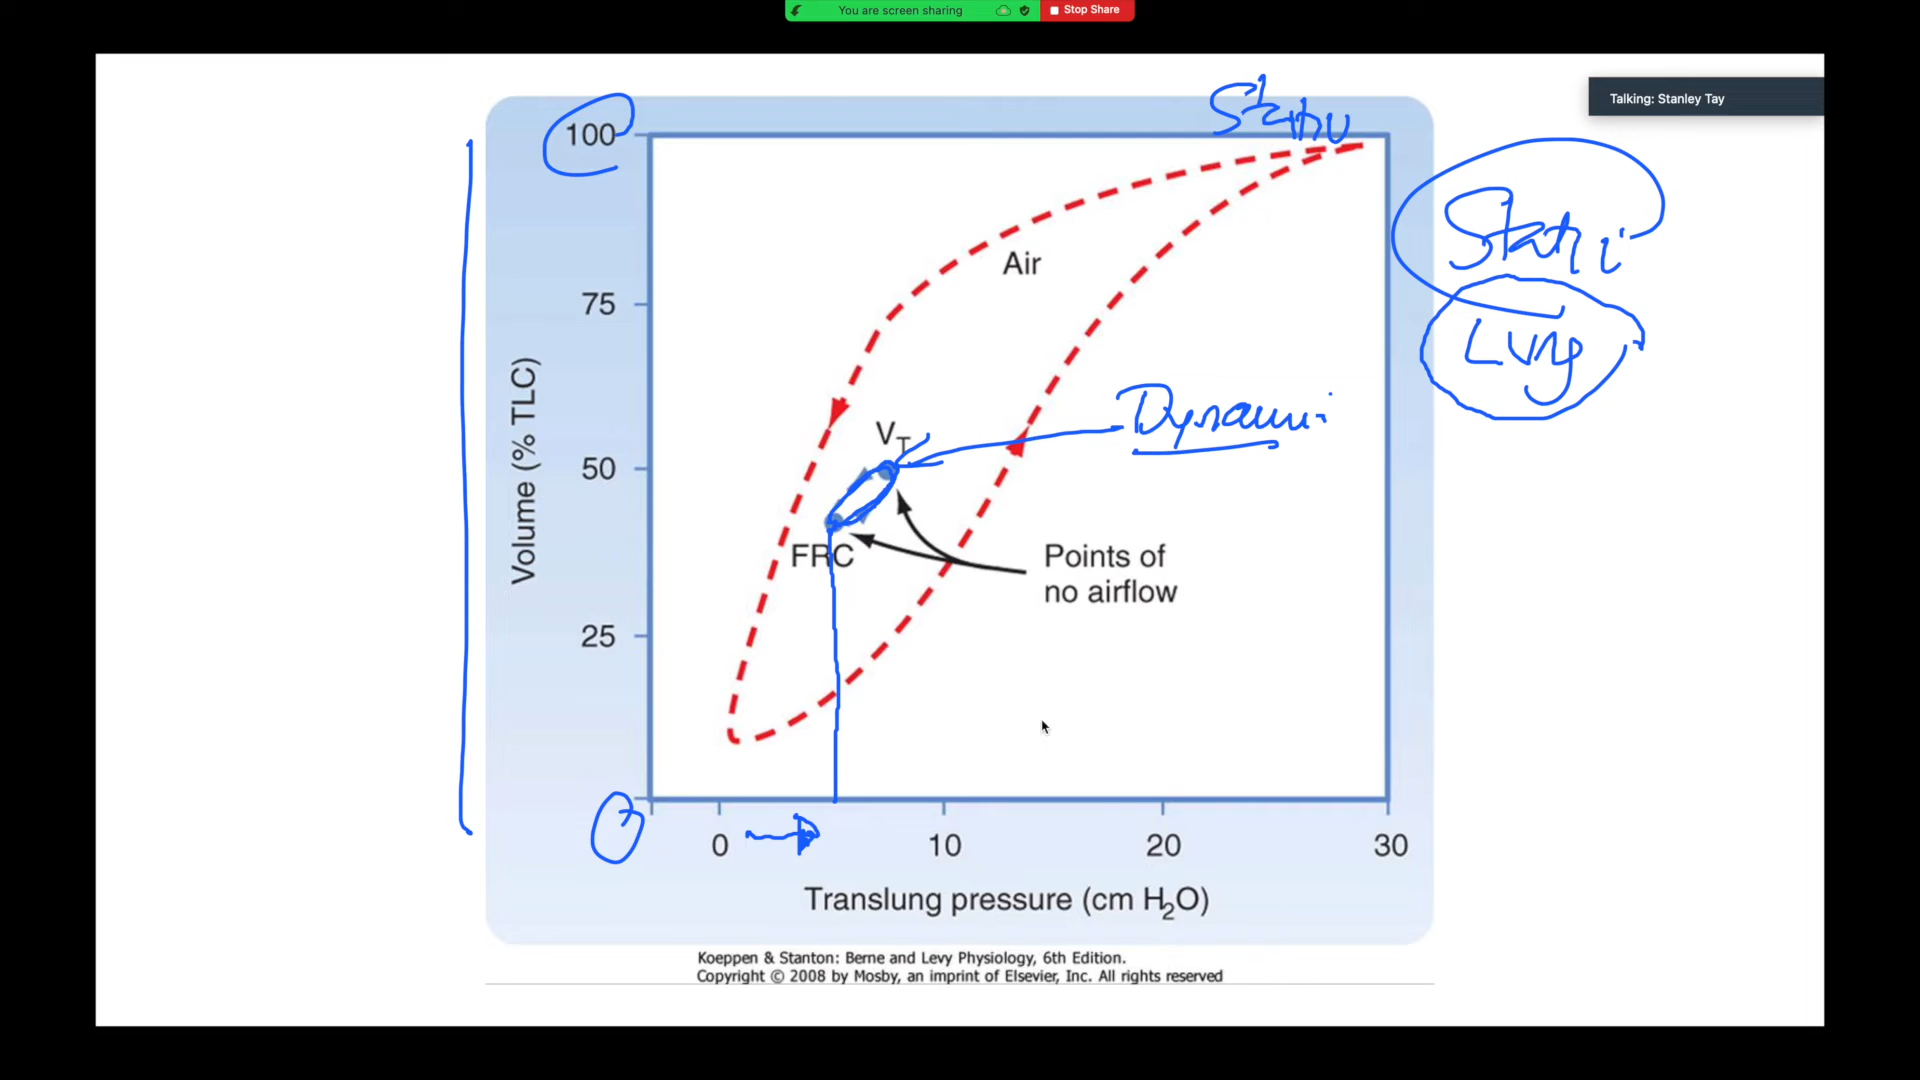 You are screen sharing
Stop Share
Talking: Stanley Tay
100
75
50
25
Volume (% TLC)
Air
Static
Lung
Dynami
VT
FRC
Points of
no airflow
0
10
20
30
Translung pressure (cm H2O)
Koeppen & Stanton: Berne and Levy Physiology, 6th Edition.
Copyright © 2008 by Mosby, an imprint of Elsevier, Inc. All rights reserved